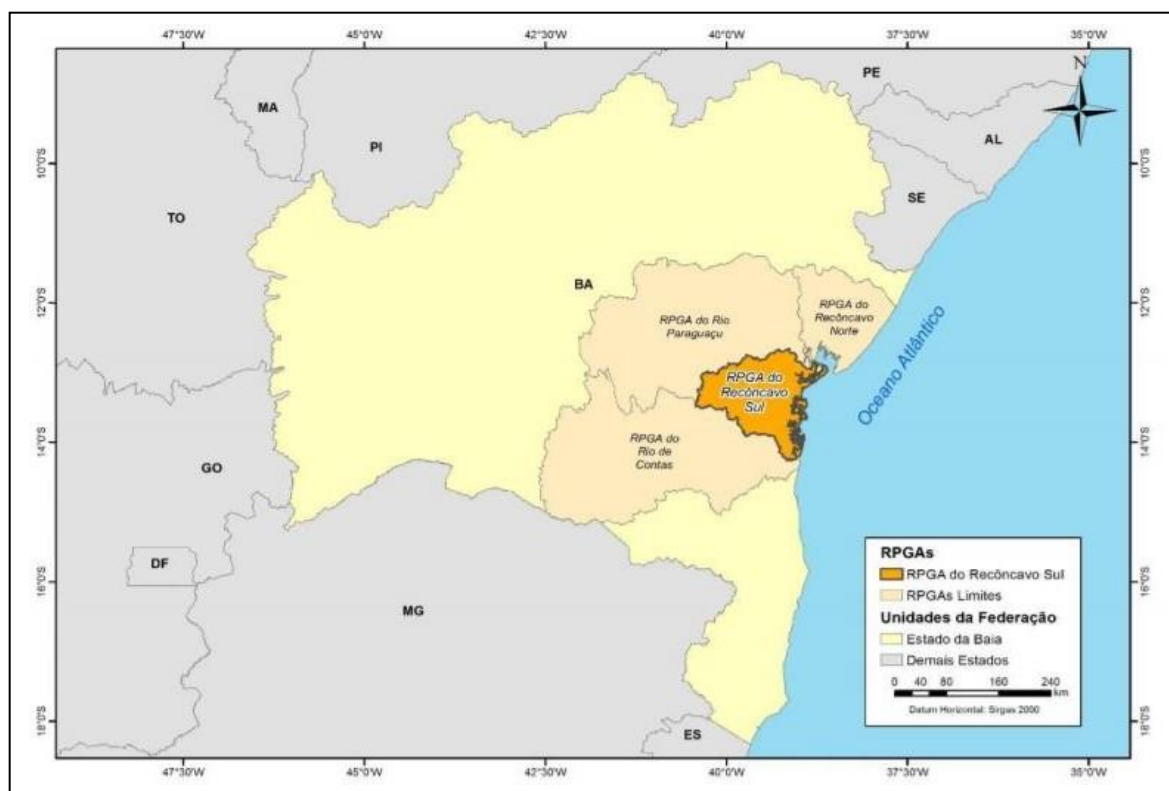 47°30'W 45°0'W 42°30'W 40°0'W 37°30'W 35°0'W
N
PE
MA
AL
PI
10°0'S 10°0'S
SE
TO
BA
12°0'S 12°0'S
RPGA do Rio
Paraguaçu
RPGA do
Recôncavo
Norte
Oceano Atlântico
RPGA do
Recôncavo
Sul
14°0'S 14°0'S
RPGA do
Rio de
Contas
GO
DF
MG
16°0'S 16°0'S
RPGAs
RPGA do Recôncavo Sul
RPGAs Limites
Unidades da Federação
Estado da Baia
Demais Estados
0 40 80 160 240
km
Datum Horizontal: Sirgas 2000
18°0'S 18°0'S
ES
47°30'W 45°0'W 42°30'W 40°0'W 37°30'W 35°0'W